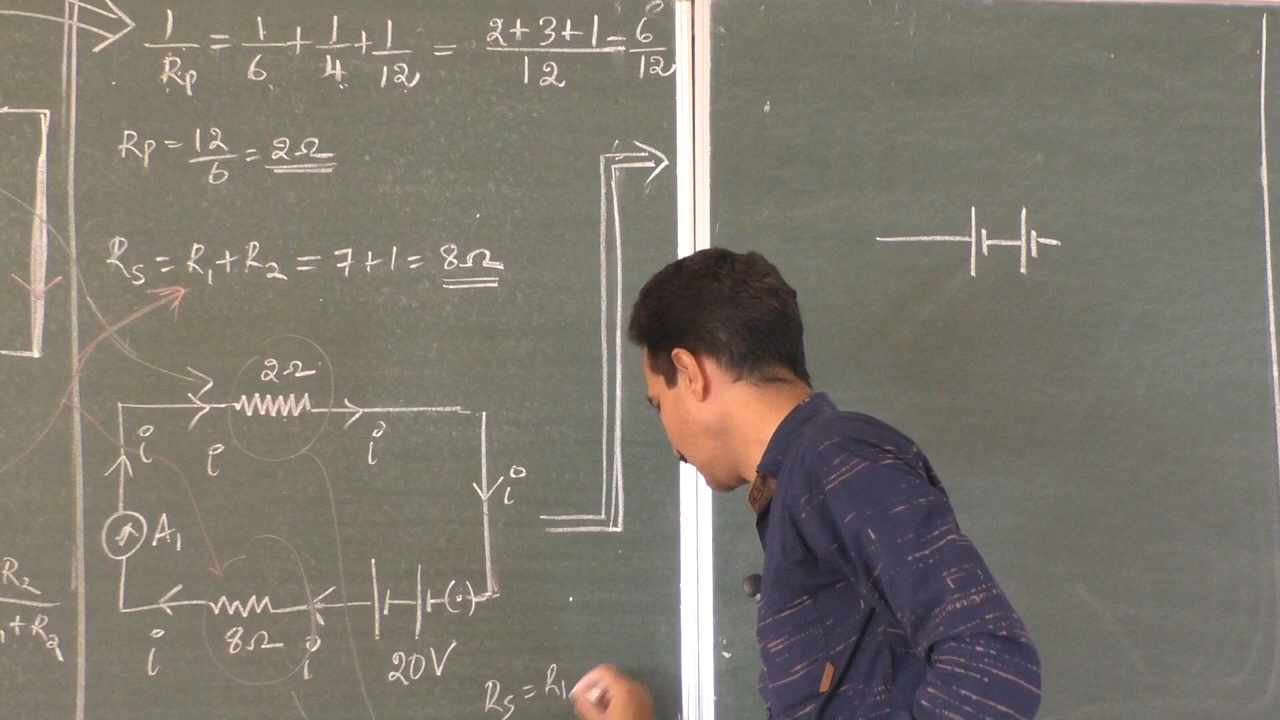 1/Rp = 1/6 + 1/4 + 1/12 = 2+3+1/12 = 6/12
Rp = 12/6 = 2Ω
Rs = R1 + R2 = 7+1 = 8Ω
2Ω
i i i
i
A1
R2
1+R2
8Ω
i i
20V
(·)
Rs = R1